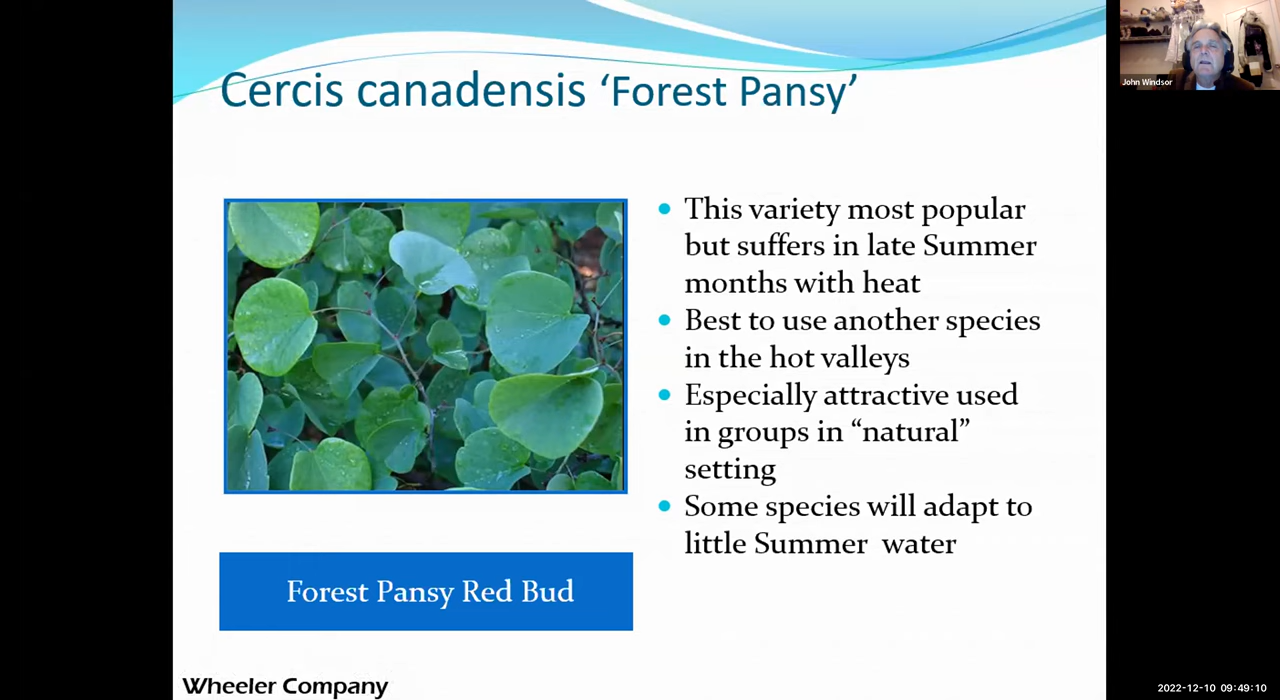 Cercis canadensis ‘Forest Pansy’
John Windsor
This variety most popular
but suffers in late Summer
months with heat
Best to use another species
in the hot valleys
Especially attractive used
in groups in “natural”
setting
Some species will adapt to
little Summer  water
Forest Pansy Red Bud
Wheeler Company
2022-12-10 09:49:10